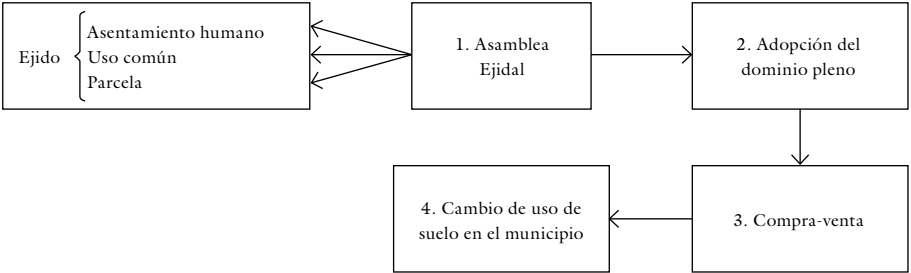 Ejido
Asentamiento humano
Uso común
Parcela
1. Asamblea
Ejidal
2. Adopción del
dominio pleno
3. Compra-venta
4. Cambio de uso de
suelo en el municipio